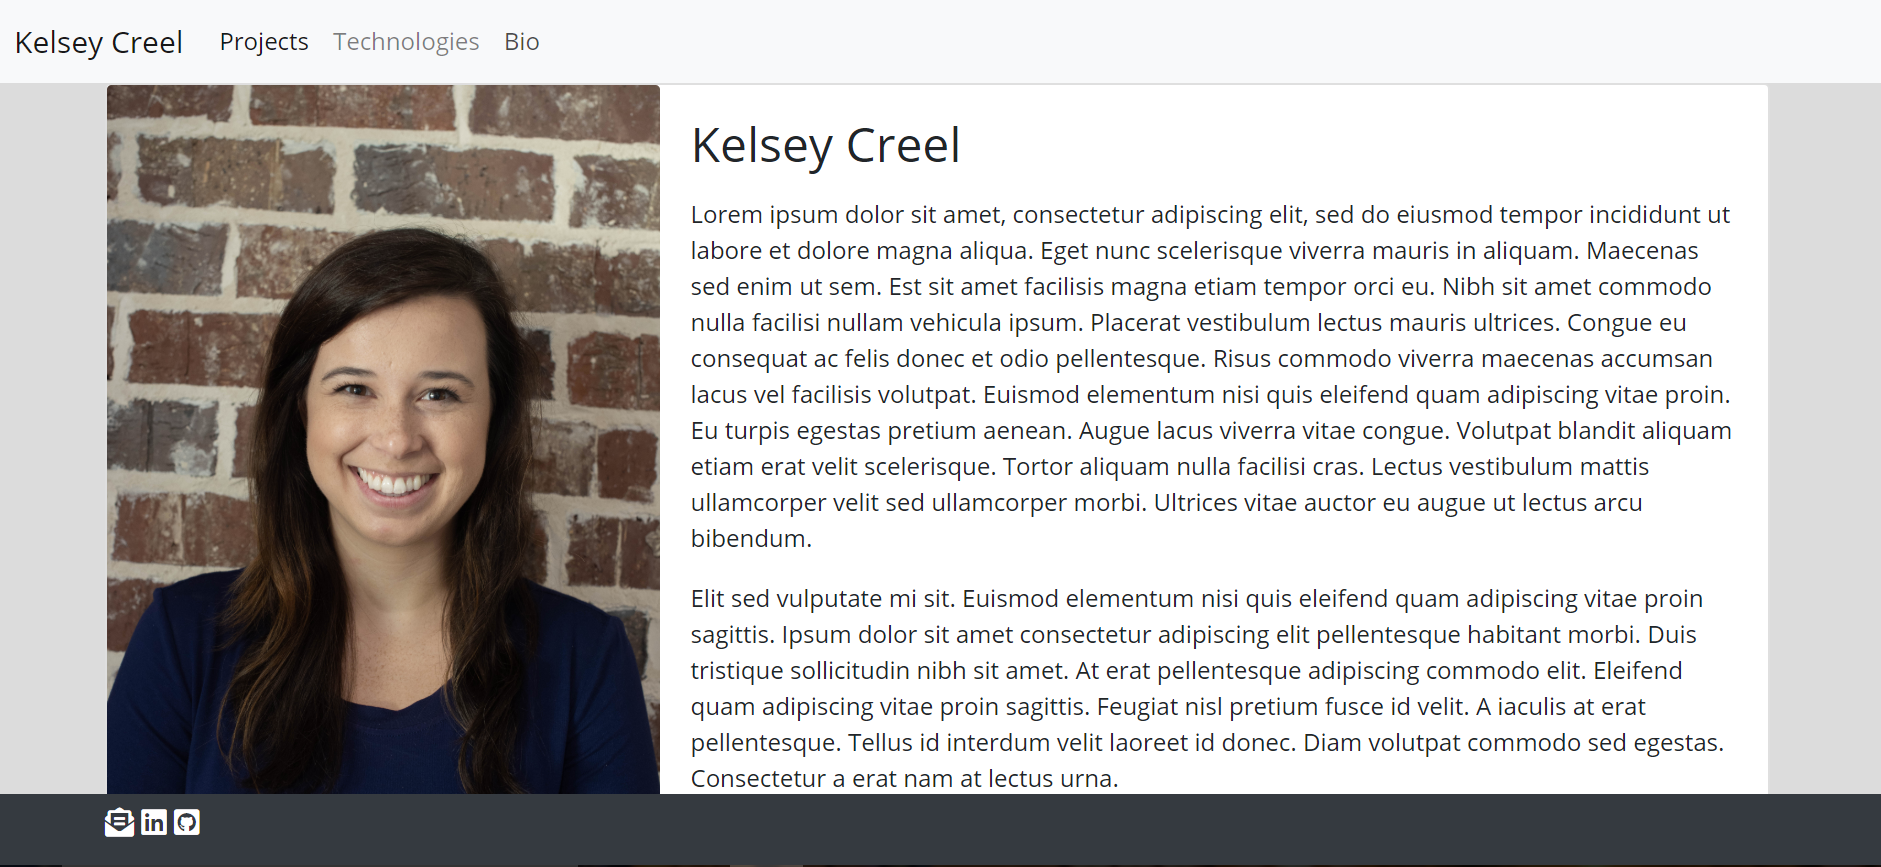 Kelsey Creel Projects Technologies Bio
Kelsey Creel
Lorem ipsum dolor sit amet, consectetur adipiscing elit, sed do eiusmod tempor incididunt ut
labore et dolore magna aliqua. Eget nunc scelerisque viverra mauris in aliquam. Maecenas
sed enim ut sem. Est sit amet facilisis magna etiam tempor orci eu. Nibh sit amet commodo
nulla facilisi nullam vehicula ipsum. Placerat vestibulum lectus mauris ultrices. Congue eu
consequat ac felis donec et odio pellentesque. Risus commodo viverra maecenas accumsan
lacus vel facilisis volutpat. Euismod elementum nisi quis eleifend quam adipiscing vitae proin.
Eu turpis egestas pretium aenean. Augue lacus viverra vitae congue. Volutpat blandit aliquam
etiam erat velit scelerisque. Tortor aliquam nulla facilisi cras. Lectus vestibulum mattis
ullamcorper velit sed ullamcorper morbi. Ultrices vitae auctor eu augue ut lectus arcu
bibendum.
Elit sed vulputate mi sit. Euismod elementum nisi quis eleifend quam adipiscing vitae proin
sagittis. Ipsum dolor sit amet consectetur adipiscing elit pellentesque habitant morbi. Duis
tristique sollicitudin nibh sit amet. At erat pellentesque adipiscing commodo elit. Eleifend
quam adipiscing vitae proin sagittis. Feugiat nisl pretium fusce id velit. A iaculis at erat
pellentesque. Tellus id interdum velit laoreet id donec. Diam volutpat commodo sed egestas.
Consectetur a erat nam at lectus urna.
in